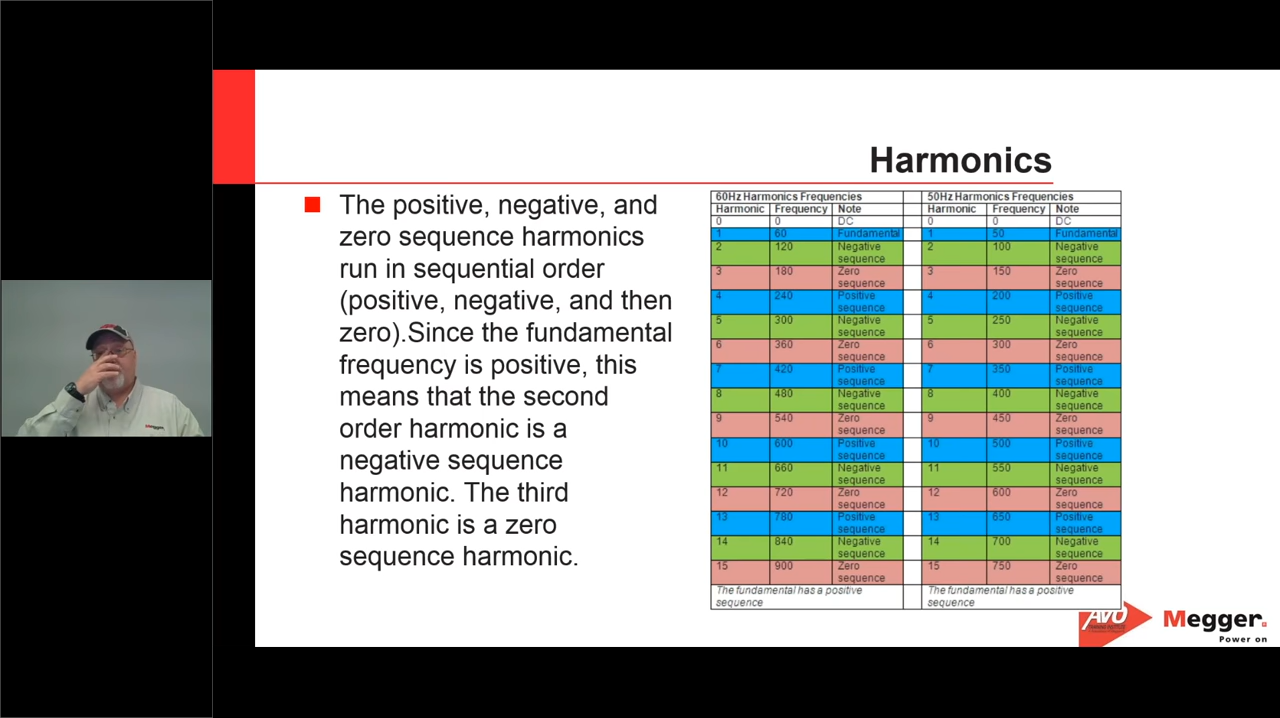 Harmonics
The positive, negative, and
zero sequence harmonics
run in sequential order
(positive, negative, and then
zero).Since the fundamental
frequency is positive, this
means that the second
order harmonic is a
negative sequence
harmonic. The third
harmonic is a zero
sequence harmonic.
60Hz Harmonics Frequencies 50Hz Harmonics Frequencies
Harmonic Frequency Note Harmonic Frequency Note
0 0 DC 0 0 DC
1 60 Fundamental 1 50 Fundamental
2 120 Negative 2 100 Negative
sequence sequence
3 180 Zero 3 150 Zero
sequence sequence
4 240 Positive 4 200 Positive
sequence sequence
5 300 Negative 5 250 Negative
sequence sequence
6 360 Zero 6 300 Zero
sequence sequence
7 420 Positive 7 350 Positive
sequence sequence
8 480 Negative 8 400 Negative
sequence sequence
9 540 Zero 9 450 Zero
sequence sequence
10 600 Positive 10 500 Positive
sequence sequence
11 660 Negative 11 550 Negative
sequence sequence
12 720 Zero 12 600 Zero
sequence sequence
13 780 Positive 13 650 Positive
sequence sequence
14 840 Negative 14 700 Negative
sequence sequence
15 900 Zero 15 750 Zero
sequence sequence
The fundamental has a positive The fundamental has a positive
sequence sequence
AVO
Megger.
Power on
Megger.